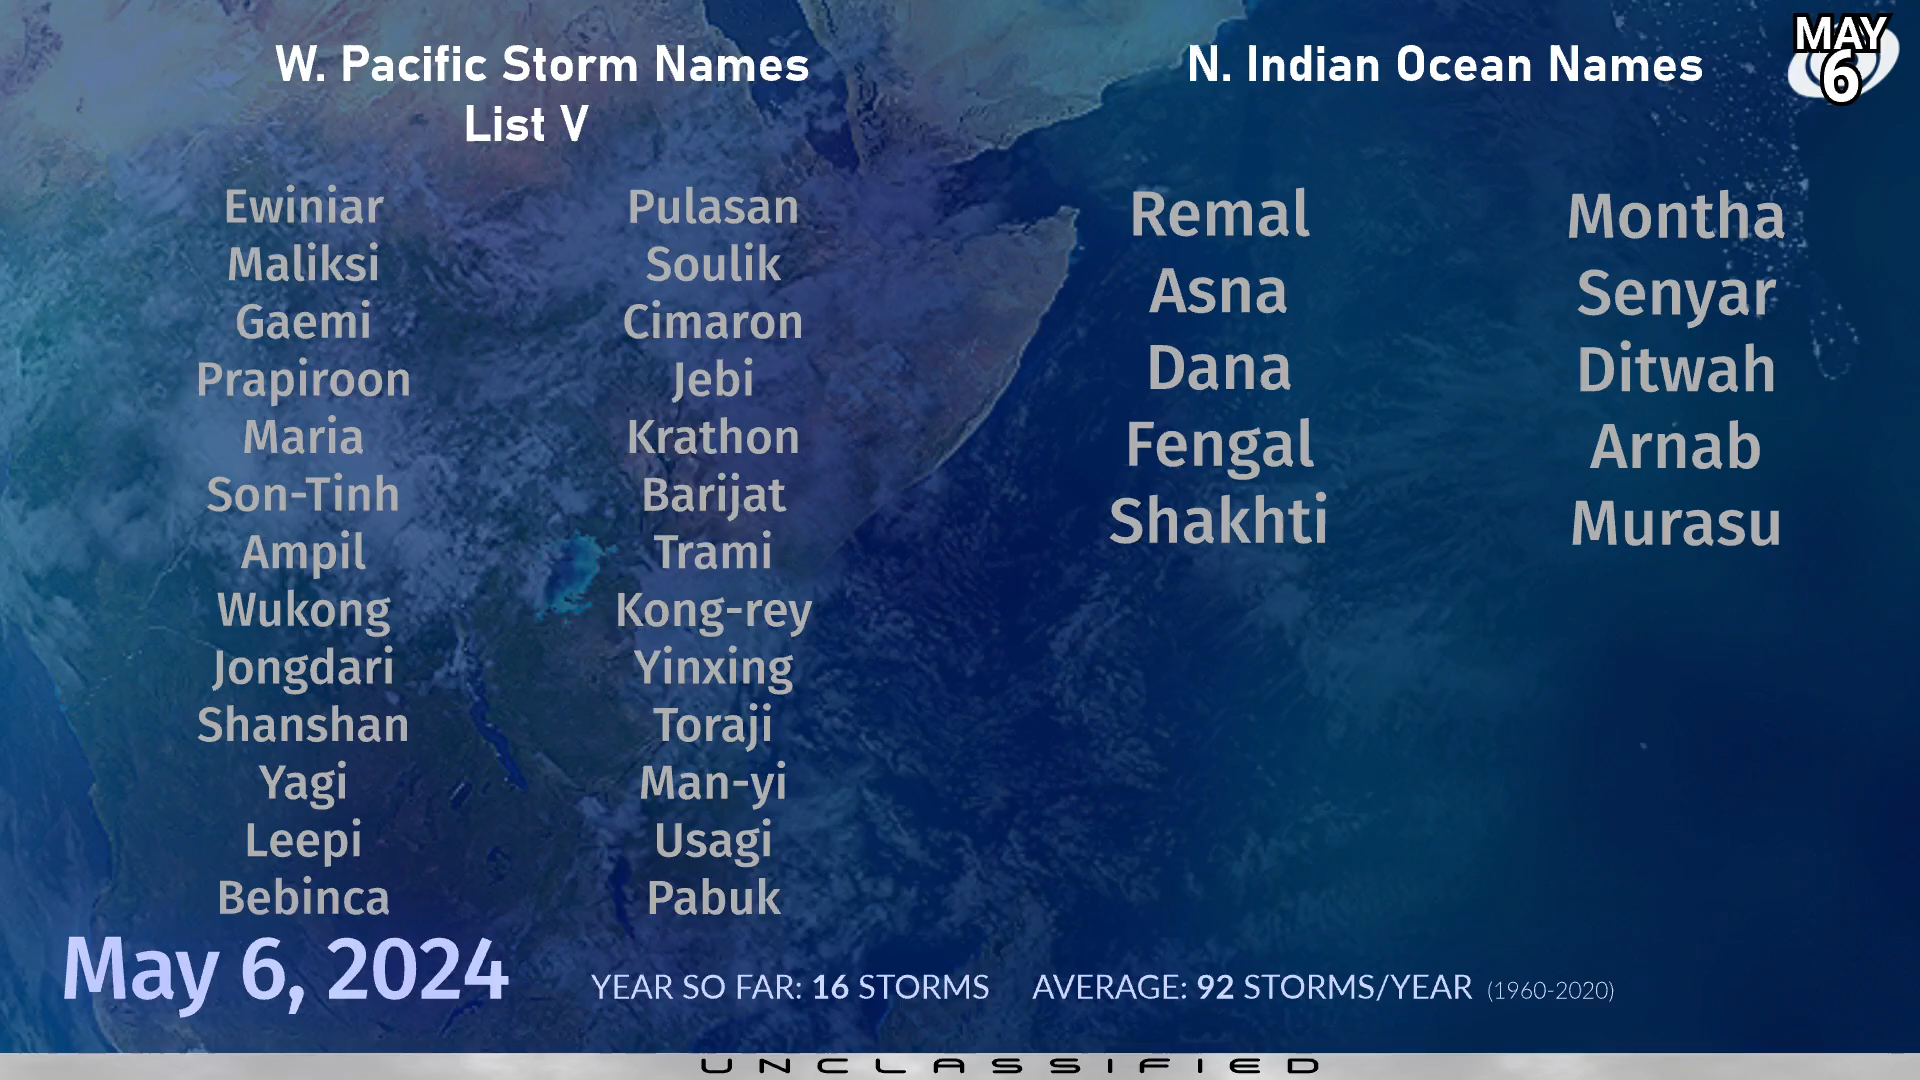 W. Pacific Storm Names
List V
Ewiniar
Maliksi
Gaemi
Prapiroon
Maria
Son-Tinh
Ampil
Wukong
Jongdari
Shanshan
Yagi
Leepi
Bebinca
Pulasan
Soulik
Cimaron
Jebi
Krathon
Barijat
Trami
Kong-rey
Yinxing
Toraji
Man-yi
Usagi
Pabuk
N. Indian Ocean Names
Remal
Asna
Dana
Fengal
Shakhti
Montha
Senyar
Ditwah
Arnab
Murasu
MAY
6
May 6, 2024
YEAR SO FAR: 16 STORMS AVERAGE: 92 STORMS/YEAR (1960-2020)
UNCLASSIFIED